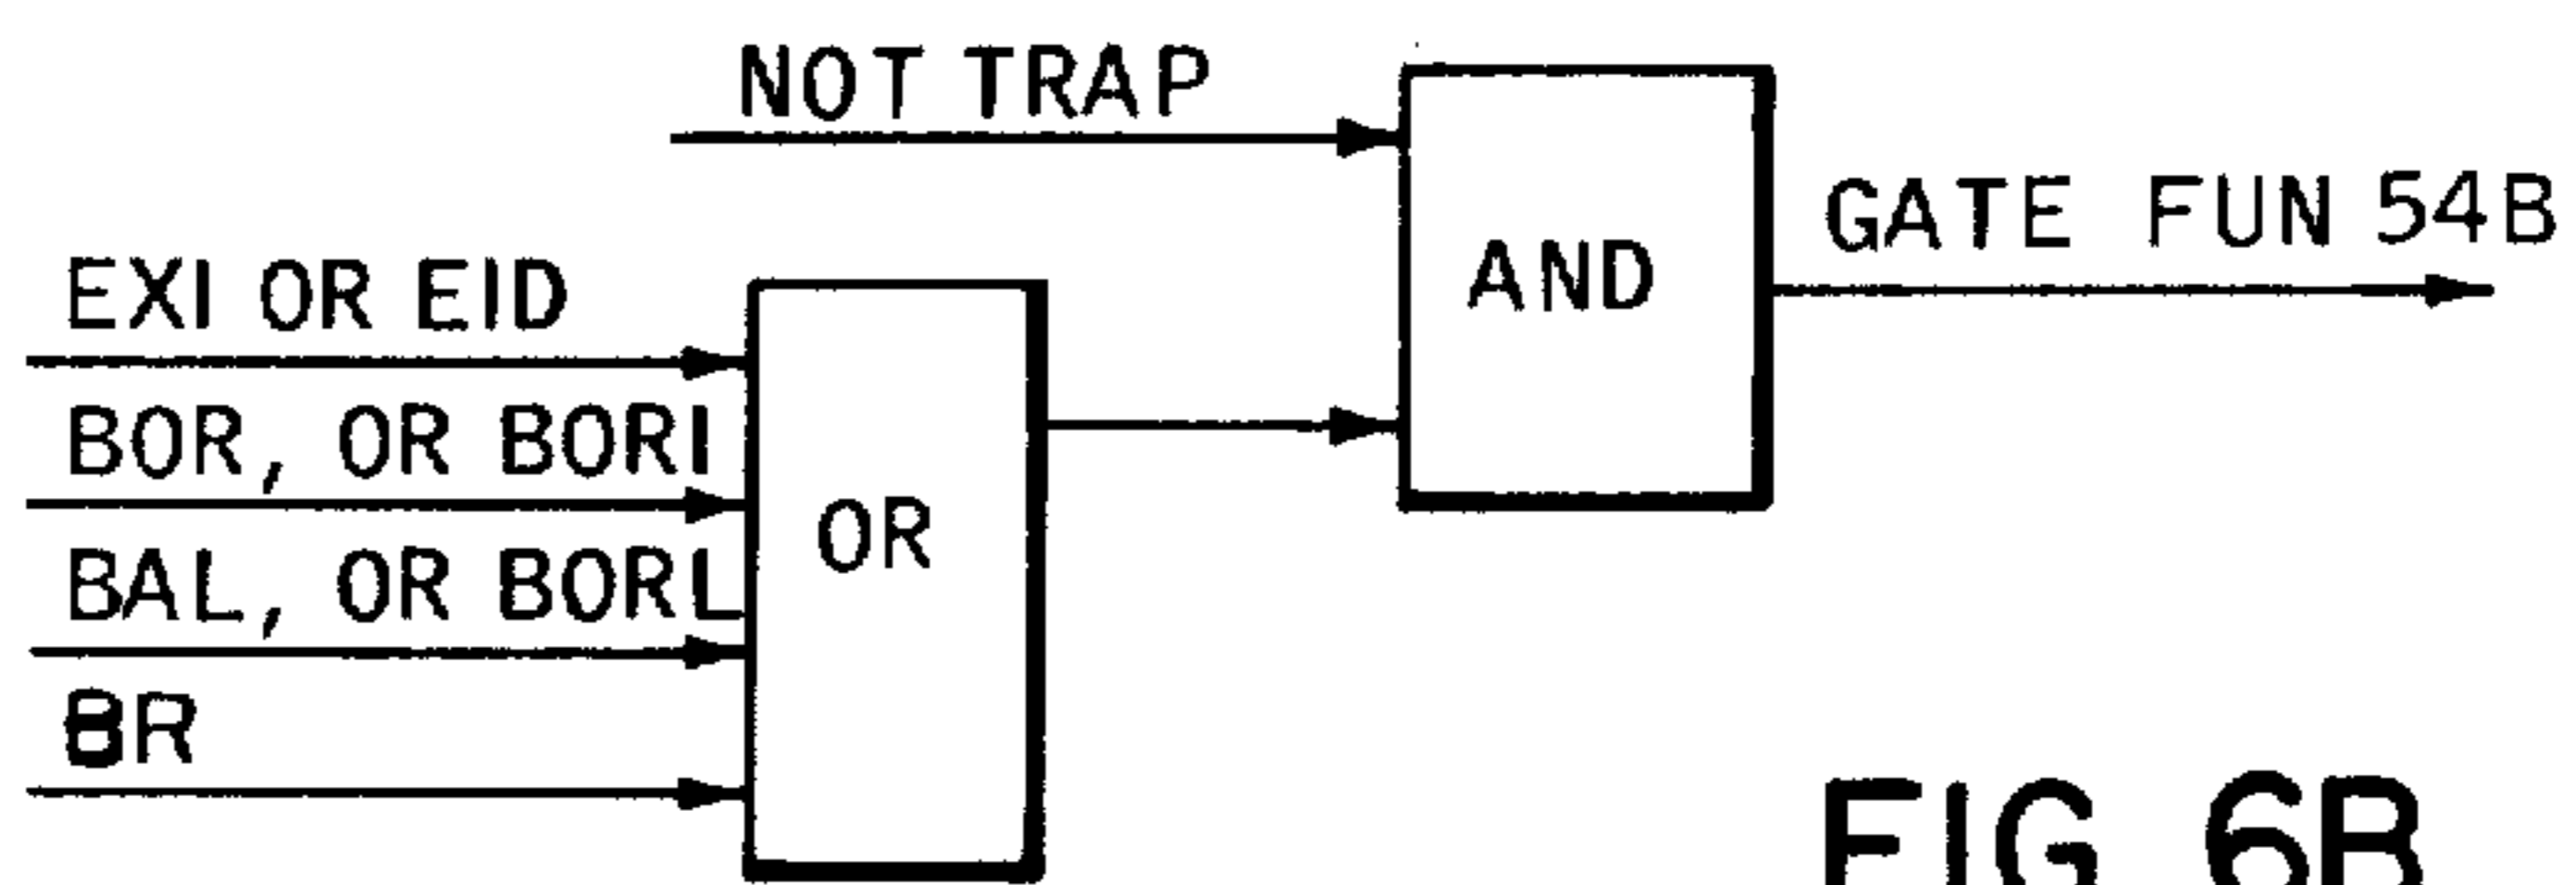 NOT TRAP
GATE FUN 54B
AND
EXI OR EID
BOR, OR BORI
OR
BAL, OR BORL
BR
FIG 6B